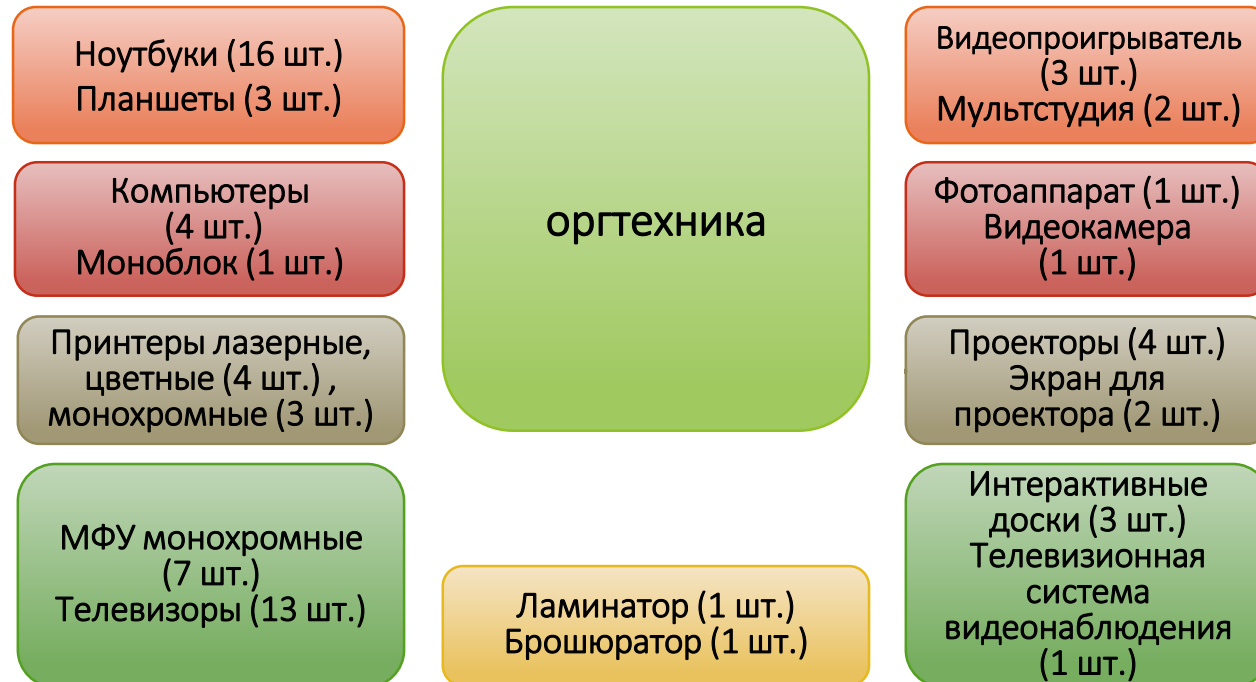 Ноутбуки (16 шт.)
Планшеты (3 шт.)
Компьютеры
(4 шт.)
Моноблок (1 шт.)
Принтеры лазерные,
цветные (4 шт.) ,
монохромные (3 шт.)
МФУ монохромные
(7 шт.)
Телевизоры (13 шт.)
оргтехника
Ламинатор (1 шт.)
Брошюратор (1 шт.)
Видеопроигрыватель
(3 шт.)
Мультстудия (2 шт.)
Фотоаппарат (1 шт.)
Видеокамера
(1 шт.)
Проекторы (4 шт.)
Экран для
проектора (2 шт.)
Интерактивные
доски (3 шт.)
Телевизионная
система
видеонаблюдения
(1 шт.)